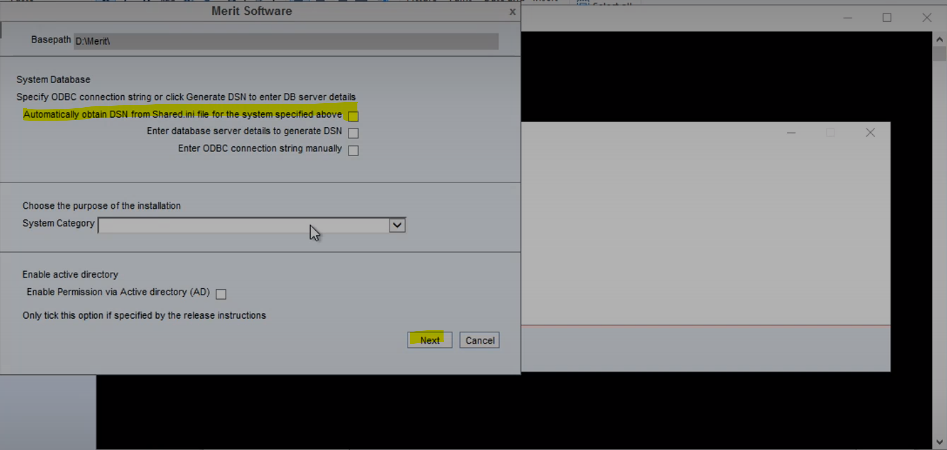 Select all
Merit Software
x
Basepath D:\Merit\
System Database
Specify ODBC connection string or click Generate DSN to enter DB server details
Automatically obtain DSN from Shared.ini file for the system specified above
Enter database server details to generate DSN
Enter ODBC connection string manually
Choose the purpose of the installation
System Category
Enable active directory
Enable Permission via Active directory (AD)
Only tick this option if specified by the release instructions
Next Cancel